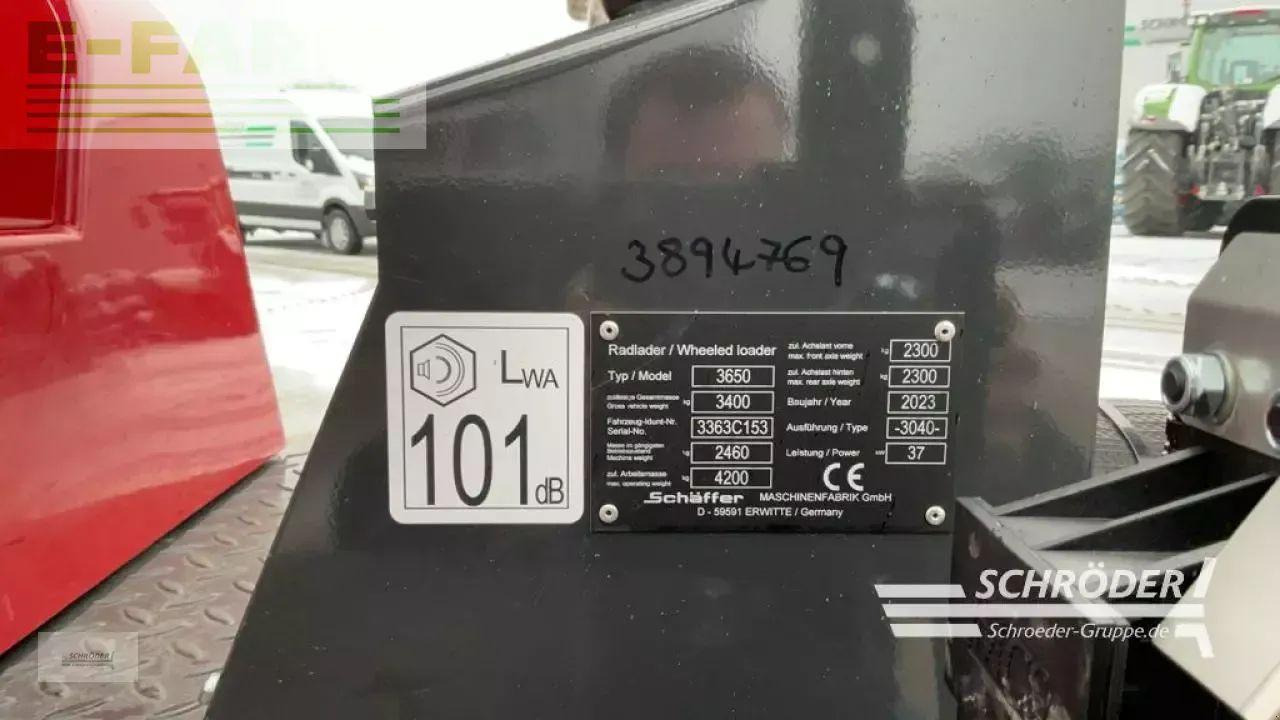 E-FAR
3894769
LWA
101 dB
Radlader / Wheeled loader
Typ / Model 3650
zulässige Gesamtmasse
Gross vehicle weight kg 3400
Fahrzeug-Ident-Nr.
Serial-No. 3363C153
Masse im gängigsten
Betriebszustand
Machine weight kg 2460
zul. Arbeitsmasse
max. operating weight kg 4200
zul. Achslast vorne
max. front axle weight kg 2300
zul. Achslast hinten
max. rear axle weight kg 2300
Baujahr / Year 2023
Ausführung / Type -3040-
Leistung / Power kW 37
CE
Schäffer MASCHINENFABRIK GmbH
D - 59591 ERWITTE / Germany
SCHRÖDER
Schroeder-Gruppe.de
SCHRÖDER